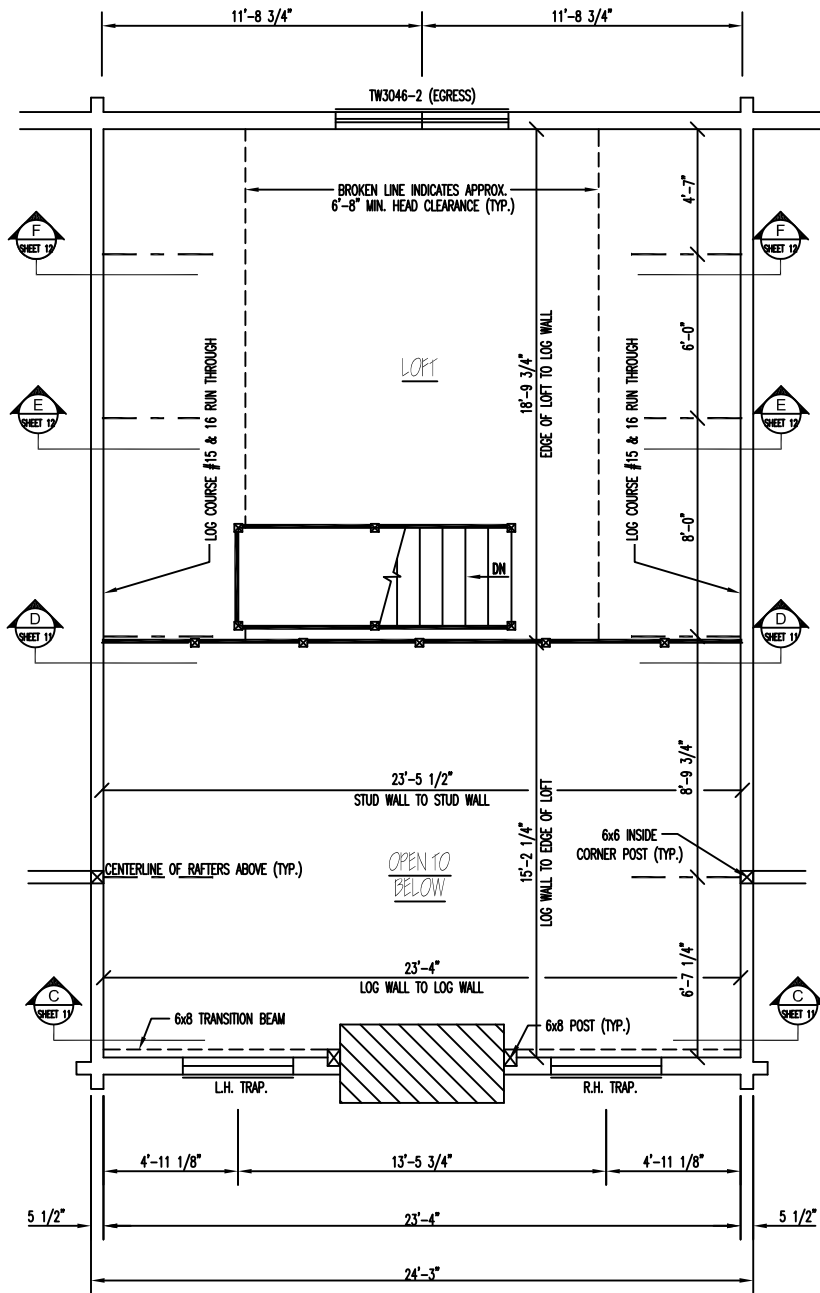 11'-8 3/4" 11'-8 3/4"
TW3046-2 (EGRESS)
BROKEN LINE INDICATES APPROX.
6'-8" MIN. HEAD CLEARANCE (TYP.)
4'-7"
F
SHEET 12
F
SHEET 12
6'-0"
LOFT
18'-9 3/4"
EDGE OF LOFT TO LOG WALL
LOG COURSE #15 & 16 RUN THROUGH
LOG COURSE #15 & 16 RUN THROUGH
E
SHEET 12
E
SHEET 12
8'-0"
DN
D
SHEET 11
D
SHEET 11
23'-5 1/2"
STUD WALL TO STUD WALL
8'-9 3/4"
15'-2 1/4"
LOG WALL TO EDGE OF LOFT
6x6 INSIDE
CORNER POST (TYP.)
CENTERLINE OF RAFTERS ABOVE (TYP.)
OPEN TO
BELOW
23'-4"
LOG WALL TO LOG WALL
6'-7 1/4"
C
SHEET 11
C
SHEET 11
6x8 TRANSITION BEAM
6x8 POST (TYP.)
L.H. TRAP.
R.H. TRAP.
4'-11 1/8" 13'-5 3/4" 4'-11 1/8"
5 1/2" 23'-4" 5 1/2"
24'-3"